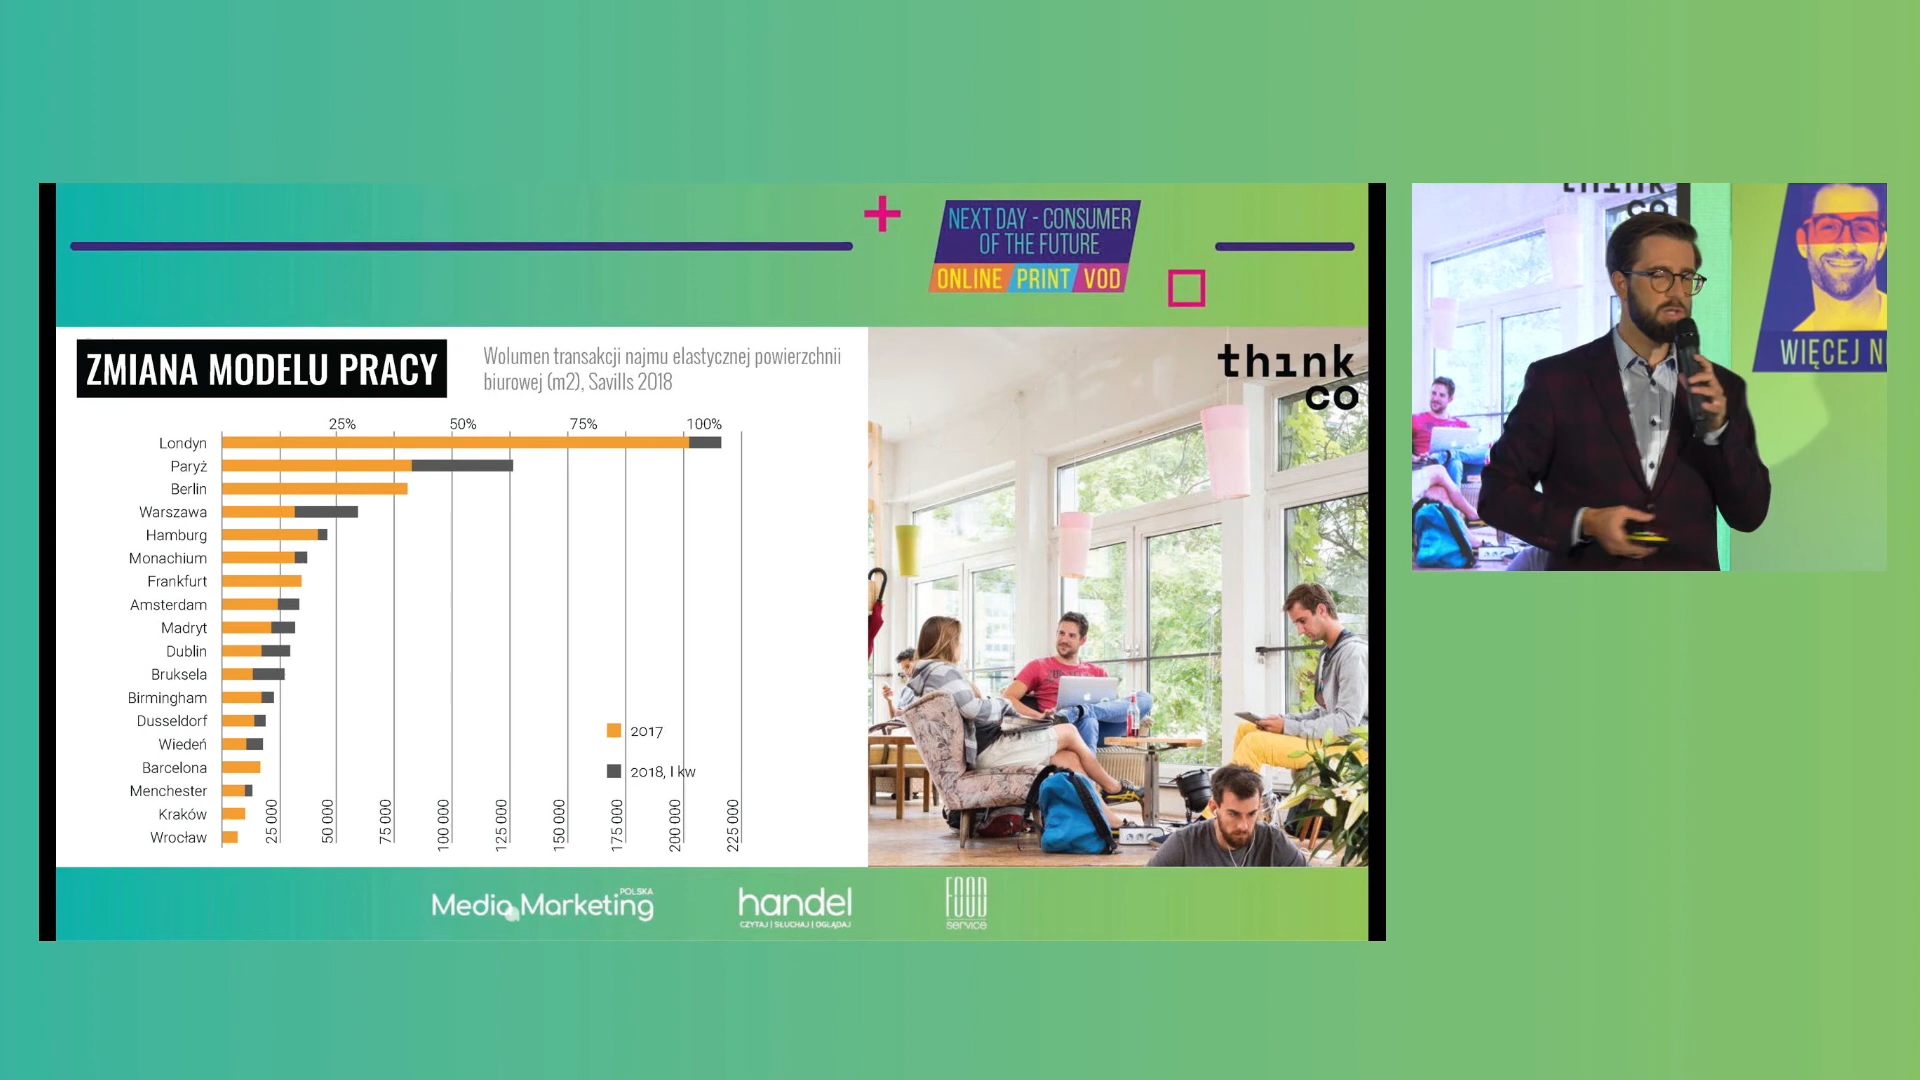 NEXT DAY - CONSUMER
OF THE FUTURE
ONLINE PRINT VOD
ZMIANA MODELU PRACY
Wolumen transakcji najmu elastycznej powierzchnii
biurowej (m2), Savills 2018
think
co
25% 50% 75% 100%
Londyn
Paryż
Berlin
Warszawa
Hamburg
Monachium
Frankfurt
Amsterdam
Madryt
Dublin
Bruksela
Birmingham
Dusseldorf
Wiedeń
Barcelona
Menchester
Kraków
Wrocław
2017
2018, I kw
25 000
50 000
75 000
100 000
125 000
150 000
175 000
200 000
225 000
Media Marketing
POLSKA
handel
CZYTAJ | SŁUCHAJ | OGLĄDAJ
FOOD
service
think
co
WIĘCEJ